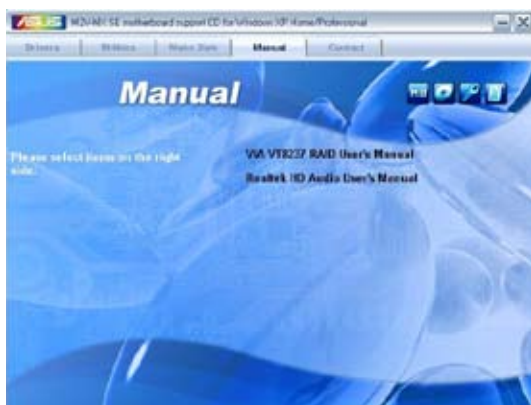 ASUS M2V-MX SE motherboard support CD for Windows XP Home/Professional
Drivers Utilities Make Disk Manual Contact
Manual
Please select items on the right
side.
VIA VT8237 RAID User's Manual
Realtek HD Audio User's Manual